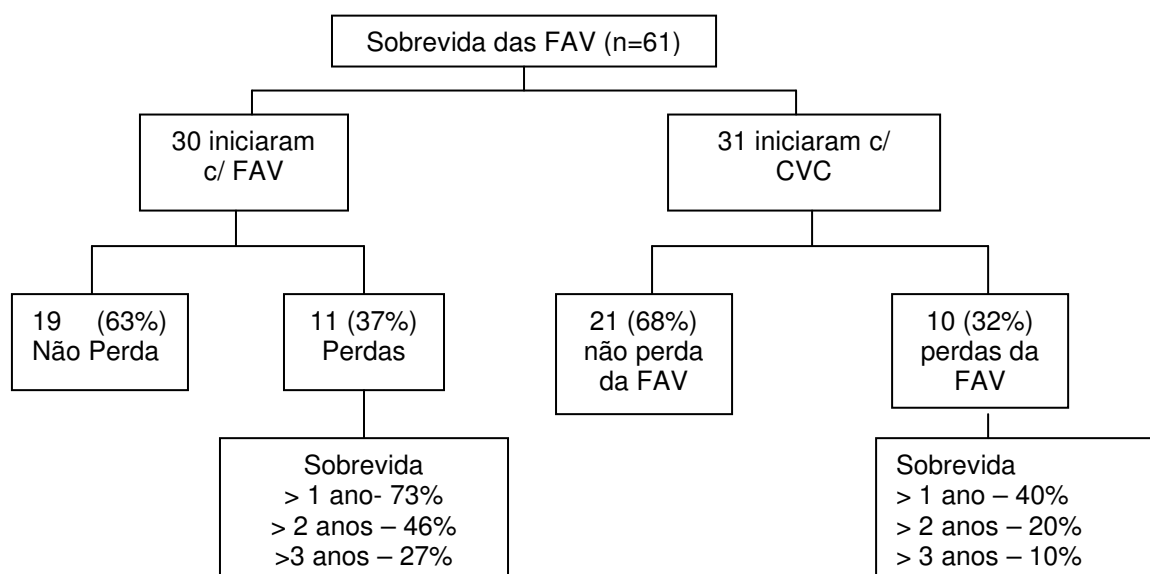 Sobrevida das FAV (n=61)
30 iniciaram
c/ FAV
31 iniciaram c/
CVC
19 (63%)
Não Perda
11 (37%)
Perdas
21 (68%)
não perda
da FAV
10 (32%)
perdas da
FAV
Sobrevida
> 1 ano- 73%
> 2 anos – 46%
>3 anos – 27%
Sobrevida
> 1 ano – 40%
> 2 anos – 20%
> 3 anos – 10%